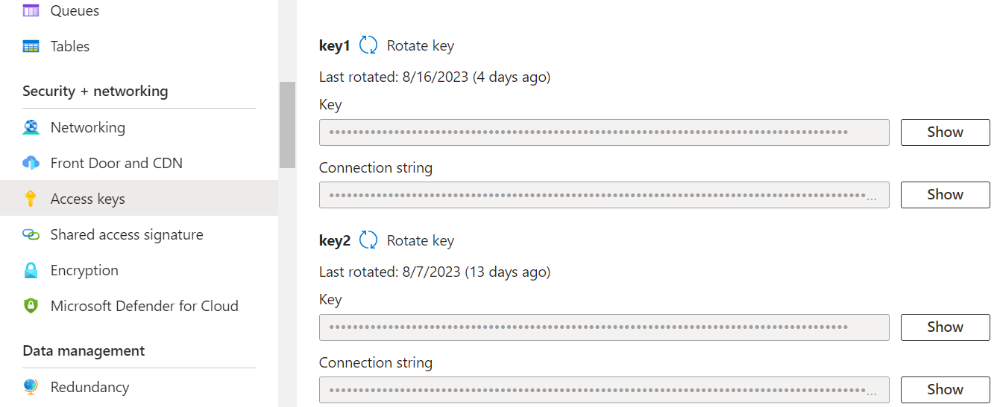 Queues
Tables
Security + networking
Networking
Front Door and CDN
Access keys
Shared access signature
Encryption
Microsoft Defender for Cloud
Data management
Redundancy
key1 Rotate key
Last rotated: 8/16/2023 (4 days ago)
Key
Show
Connection string
Show
key2 Rotate key
Last rotated: 8/7/2023 (13 days ago)
Key
Show
Connection string
Show